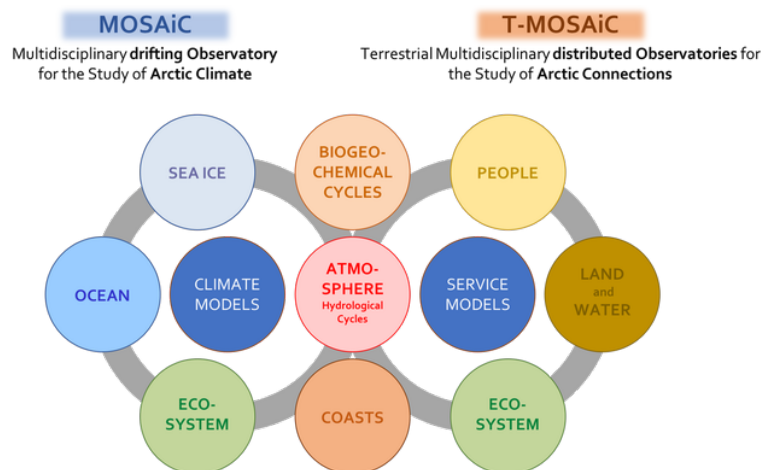 MOSAiC
Multidisciplinary drifting Observatory
for the Study of Arctic Climate
T-MOSAiC
Terrestrial Multidisciplinary distributed Observatories for
the Study of Arctic Connections
SEA ICE
BIOGEO-
CHEMICAL
CYCLES
PEOPLE
OCEAN
CLIMATE
MODELS
ATMO-
SPHERE
Hydrological
Cycles
SERVICE
MODELS
LAND
and
WATER
ECO-
SYSTEM
COASTS
ECO-
SYSTEM